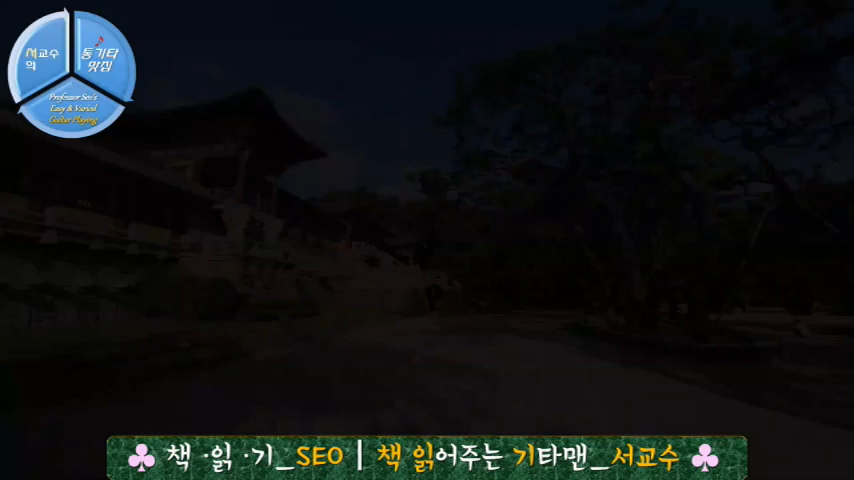 서교수
의
통기타
맛집
Professor Seo's
Easy & Varied
Guitar Playing
♣ 책 ·읽 ·기_SEO | 책 읽어주는 기타맨_서교수 ♣